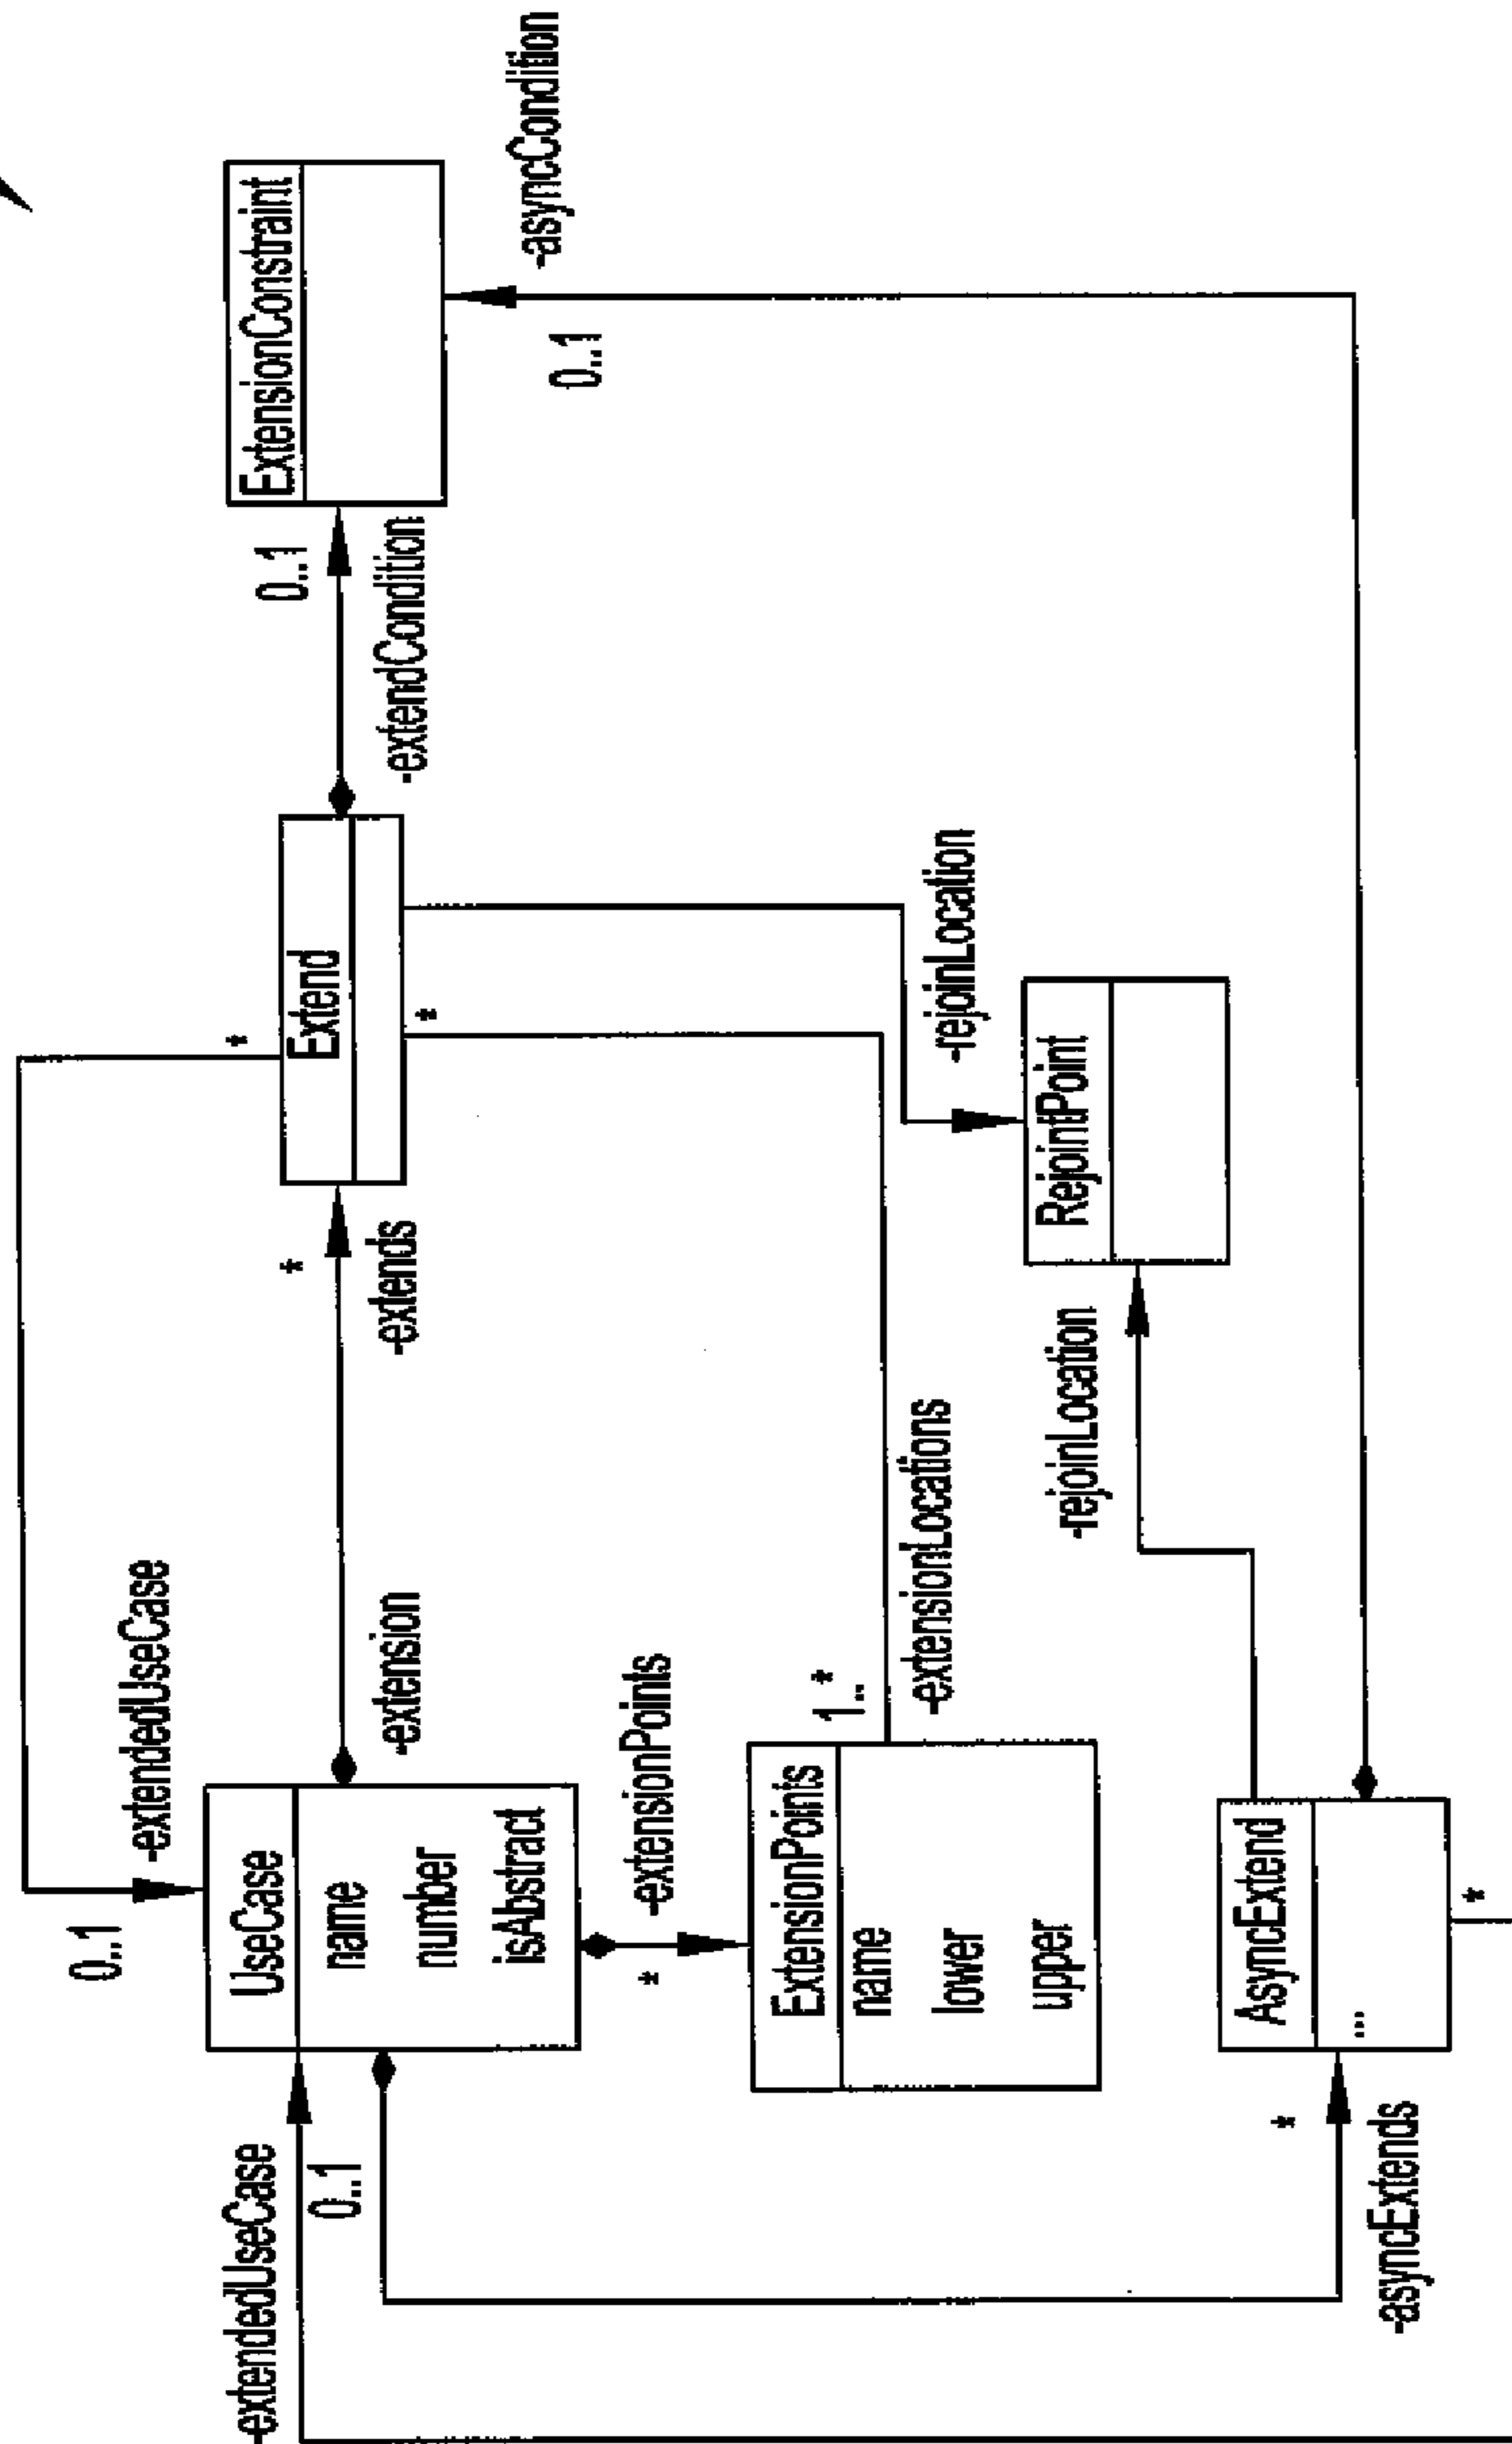 -extendedUseCase
0..1
*
UseCase
name
number
isAbstract
-extension
*
-extends
Extend
*
0..1
-extendCondition
ExtensionConstraint
-extendedUseCase
0..1
*
-extensionPoints
*
0..1
-asyncCondition
ExtensionPoints
name
lower
upper
1..*
-extensionLocations
-rejoinLocation
RejointPoint
-rejoinLocation
AsyncExtend
...
*
-asyncExtends
*